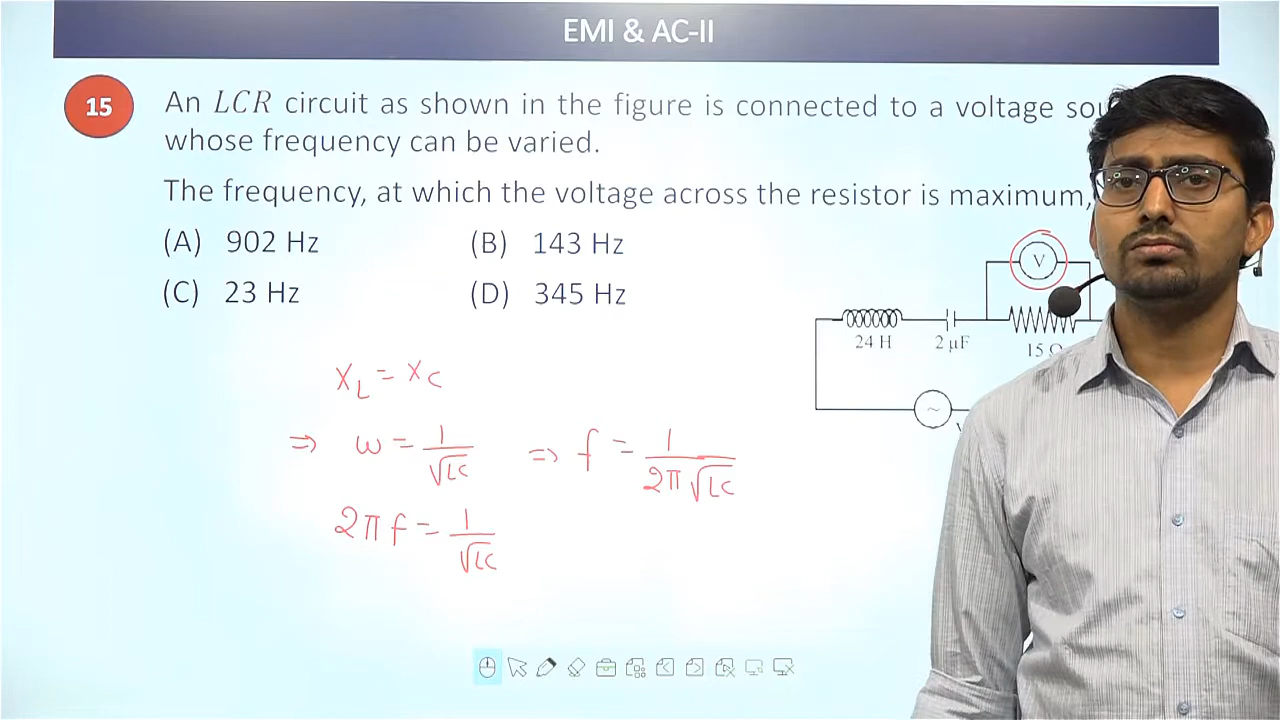 EMI & AC-II
15
An LCR circuit as shown in the figure is connected to a voltage
whose frequency can be varied.
The frequency, at which the voltage across the resistor is maximum,
(A) 902 Hz
(B) 143 Hz
(C) 23 Hz
(D) 345 Hz
V
24 H
2 μF
15 Ω
~
X_L = X_C
⇒ ω = 1/√LC ⇒ f = 1/2π√LC
2πf = 1/√LC